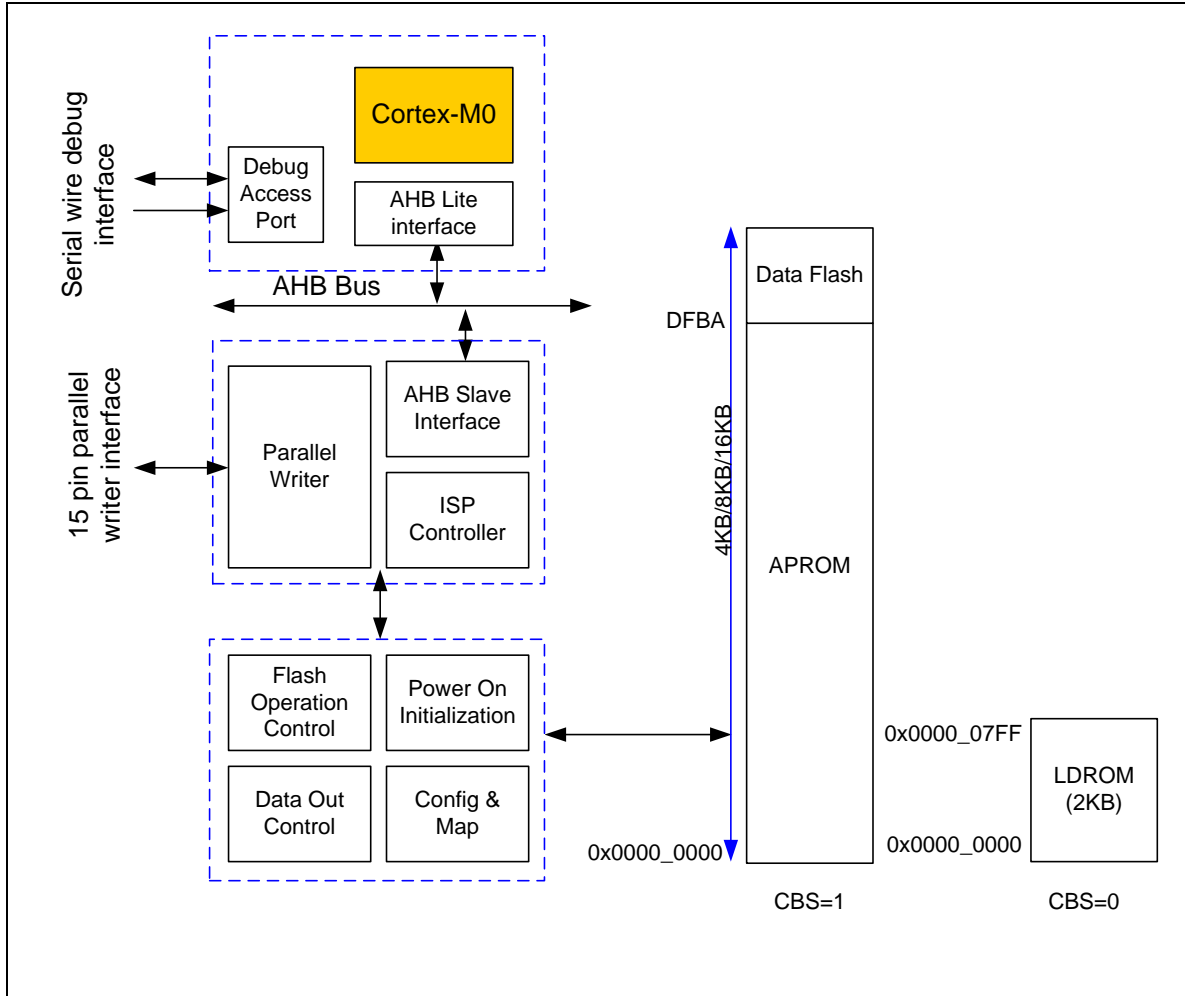 Serial wire debug
interface
Cortex-M0
Debug
Access
Port
AHB Lite
interface
AHB Bus
15 pin parallel
writer interface
Parallel
Writer
AHB Slave
Interface
ISP
Controller
Flash
Operation
Control
Power On
Initialization
Data Out
Control
Config &
Map
Data Flash
DFBA
4KB/8KB/16KB
APROM
0x0000_0000
CBS=1
0x0000_07FF
LDROM
(2KB)
0x0000_0000
CBS=0